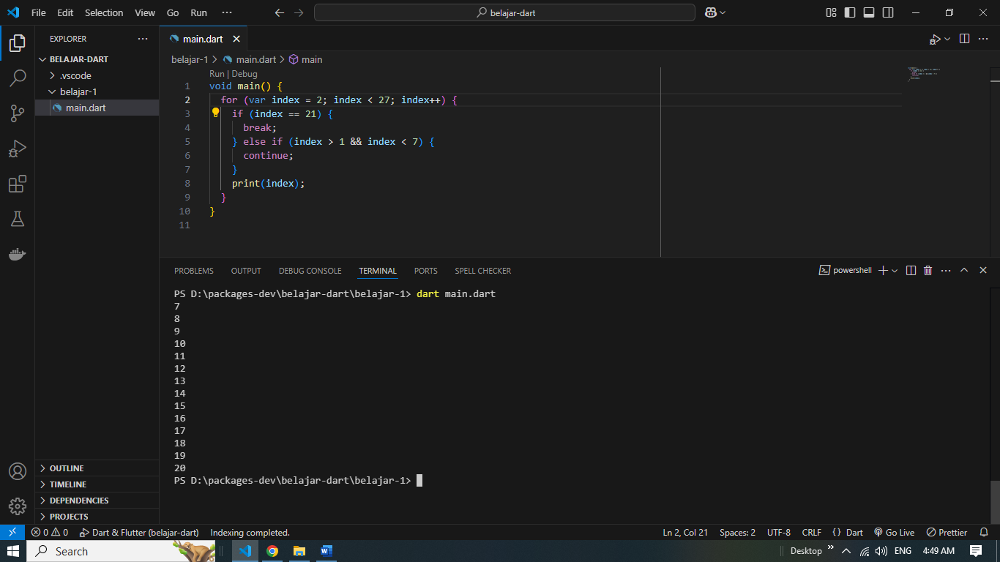 File Edit Selection View Go Run ···
belajar-dart
EXPLORER ···
BELAJAR-DART
.vscode
belajar-1
main.dart
OUTLINE
TIMELINE
DEPENDENCIES
PROJECTS
main.dart
belajar-1 > main.dart > main
Run | Debug
1 void main() {
2 for (var index = 2; index < 27; index++) {
3 if (index == 21) {
4 break;
5 } else if (index > 1 && index < 7) {
6 continue;
7 }
8 print(index);
9 }
10 }
11
PROBLEMS OUTPUT DEBUG CONSOLE TERMINAL PORTS SPELL CHECKER powershell
PS D:\packages-dev\belajar-dart\belajar-1> dart main.dart
7
8
9
10
11
12
13
14
15
16
17
18
19
20
PS D:\packages-dev\belajar-dart\belajar-1>
0 0 Dart & Flutter (belajar-dart) Indexing completed. Ln 2, Col 21 Spaces: 2 UTF-8 CRLF {} Dart Go Live Prettier
Search Desktop ENG 4:49 AM